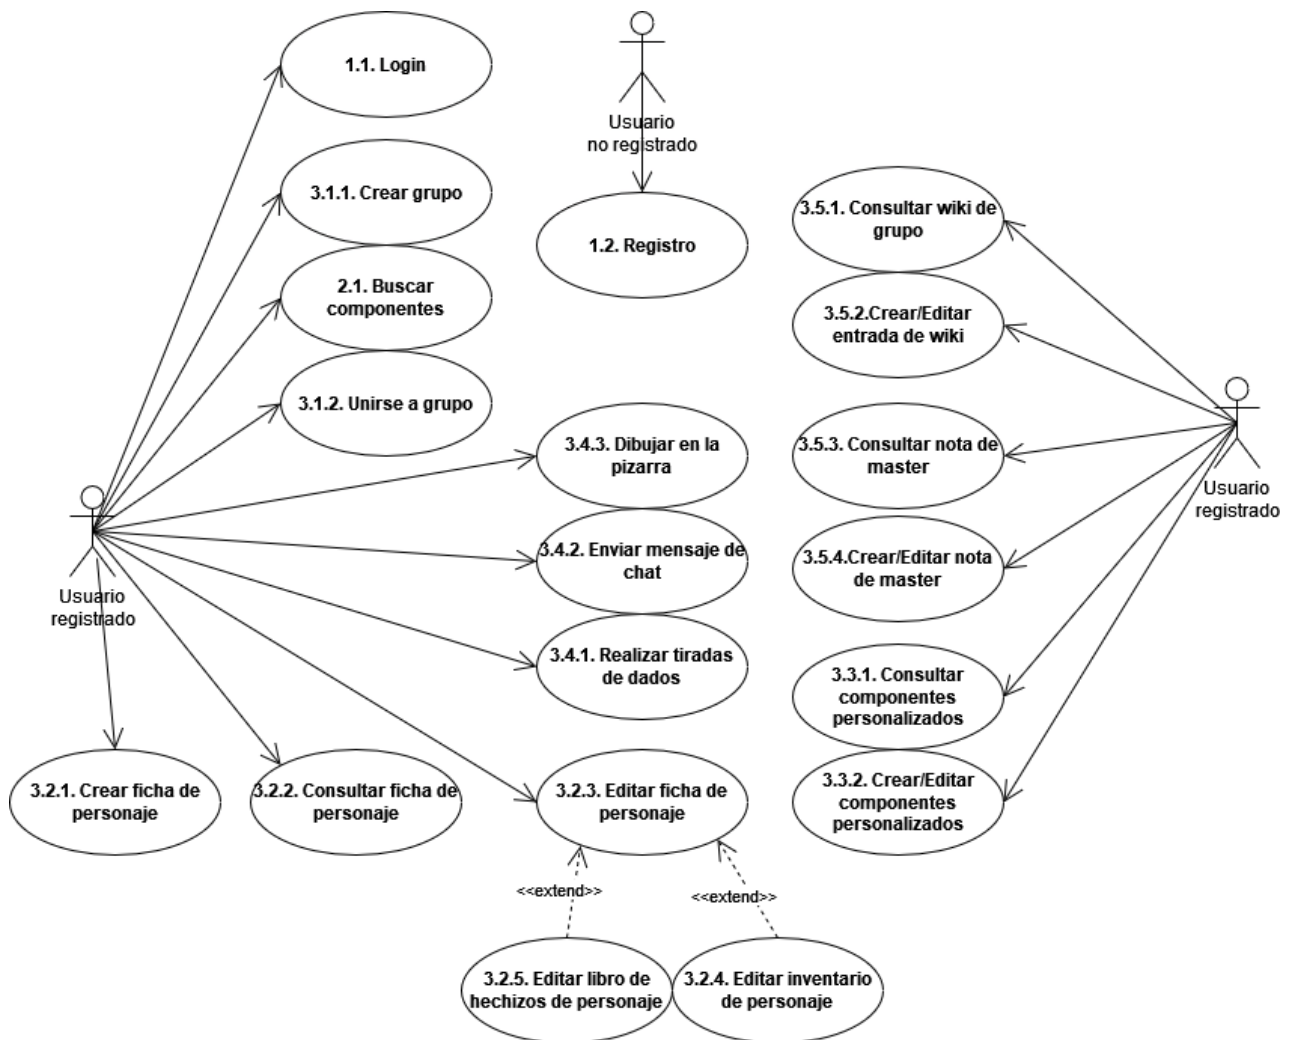 1.1. Login
Usuario
no registrado
3.1.1. Crear grupo
3.5.1. Consultar wiki de
grupo
1.2. Registro
2.1. Buscar
componentes
3.5.2.Crear/Editar
entrada de wiki
3.1.2. Unirse a grupo
3.4.3. Dibujar en la
pizarra
3.5.3. Consultar nota de
master
Usuario
registrado
3.4.2. Enviar mensaje de
chat
3.5.4.Crear/Editar nota
de master
Usuario
registrado
3.4.1. Realizar tiradas
de dados
3.3.1. Consultar
componentes
personalizados
3.2.1. Crear ficha de
personaje
3.2.2. Consultar ficha de
personaje
3.2.3. Editar ficha de
personaje
3.3.2. Crear/Editar
componentes
personalizados
<<extend>>
<<extend>>
3.2.5. Editar libro de
hechizos de personaje
3.2.4. Editar inventario
de personaje